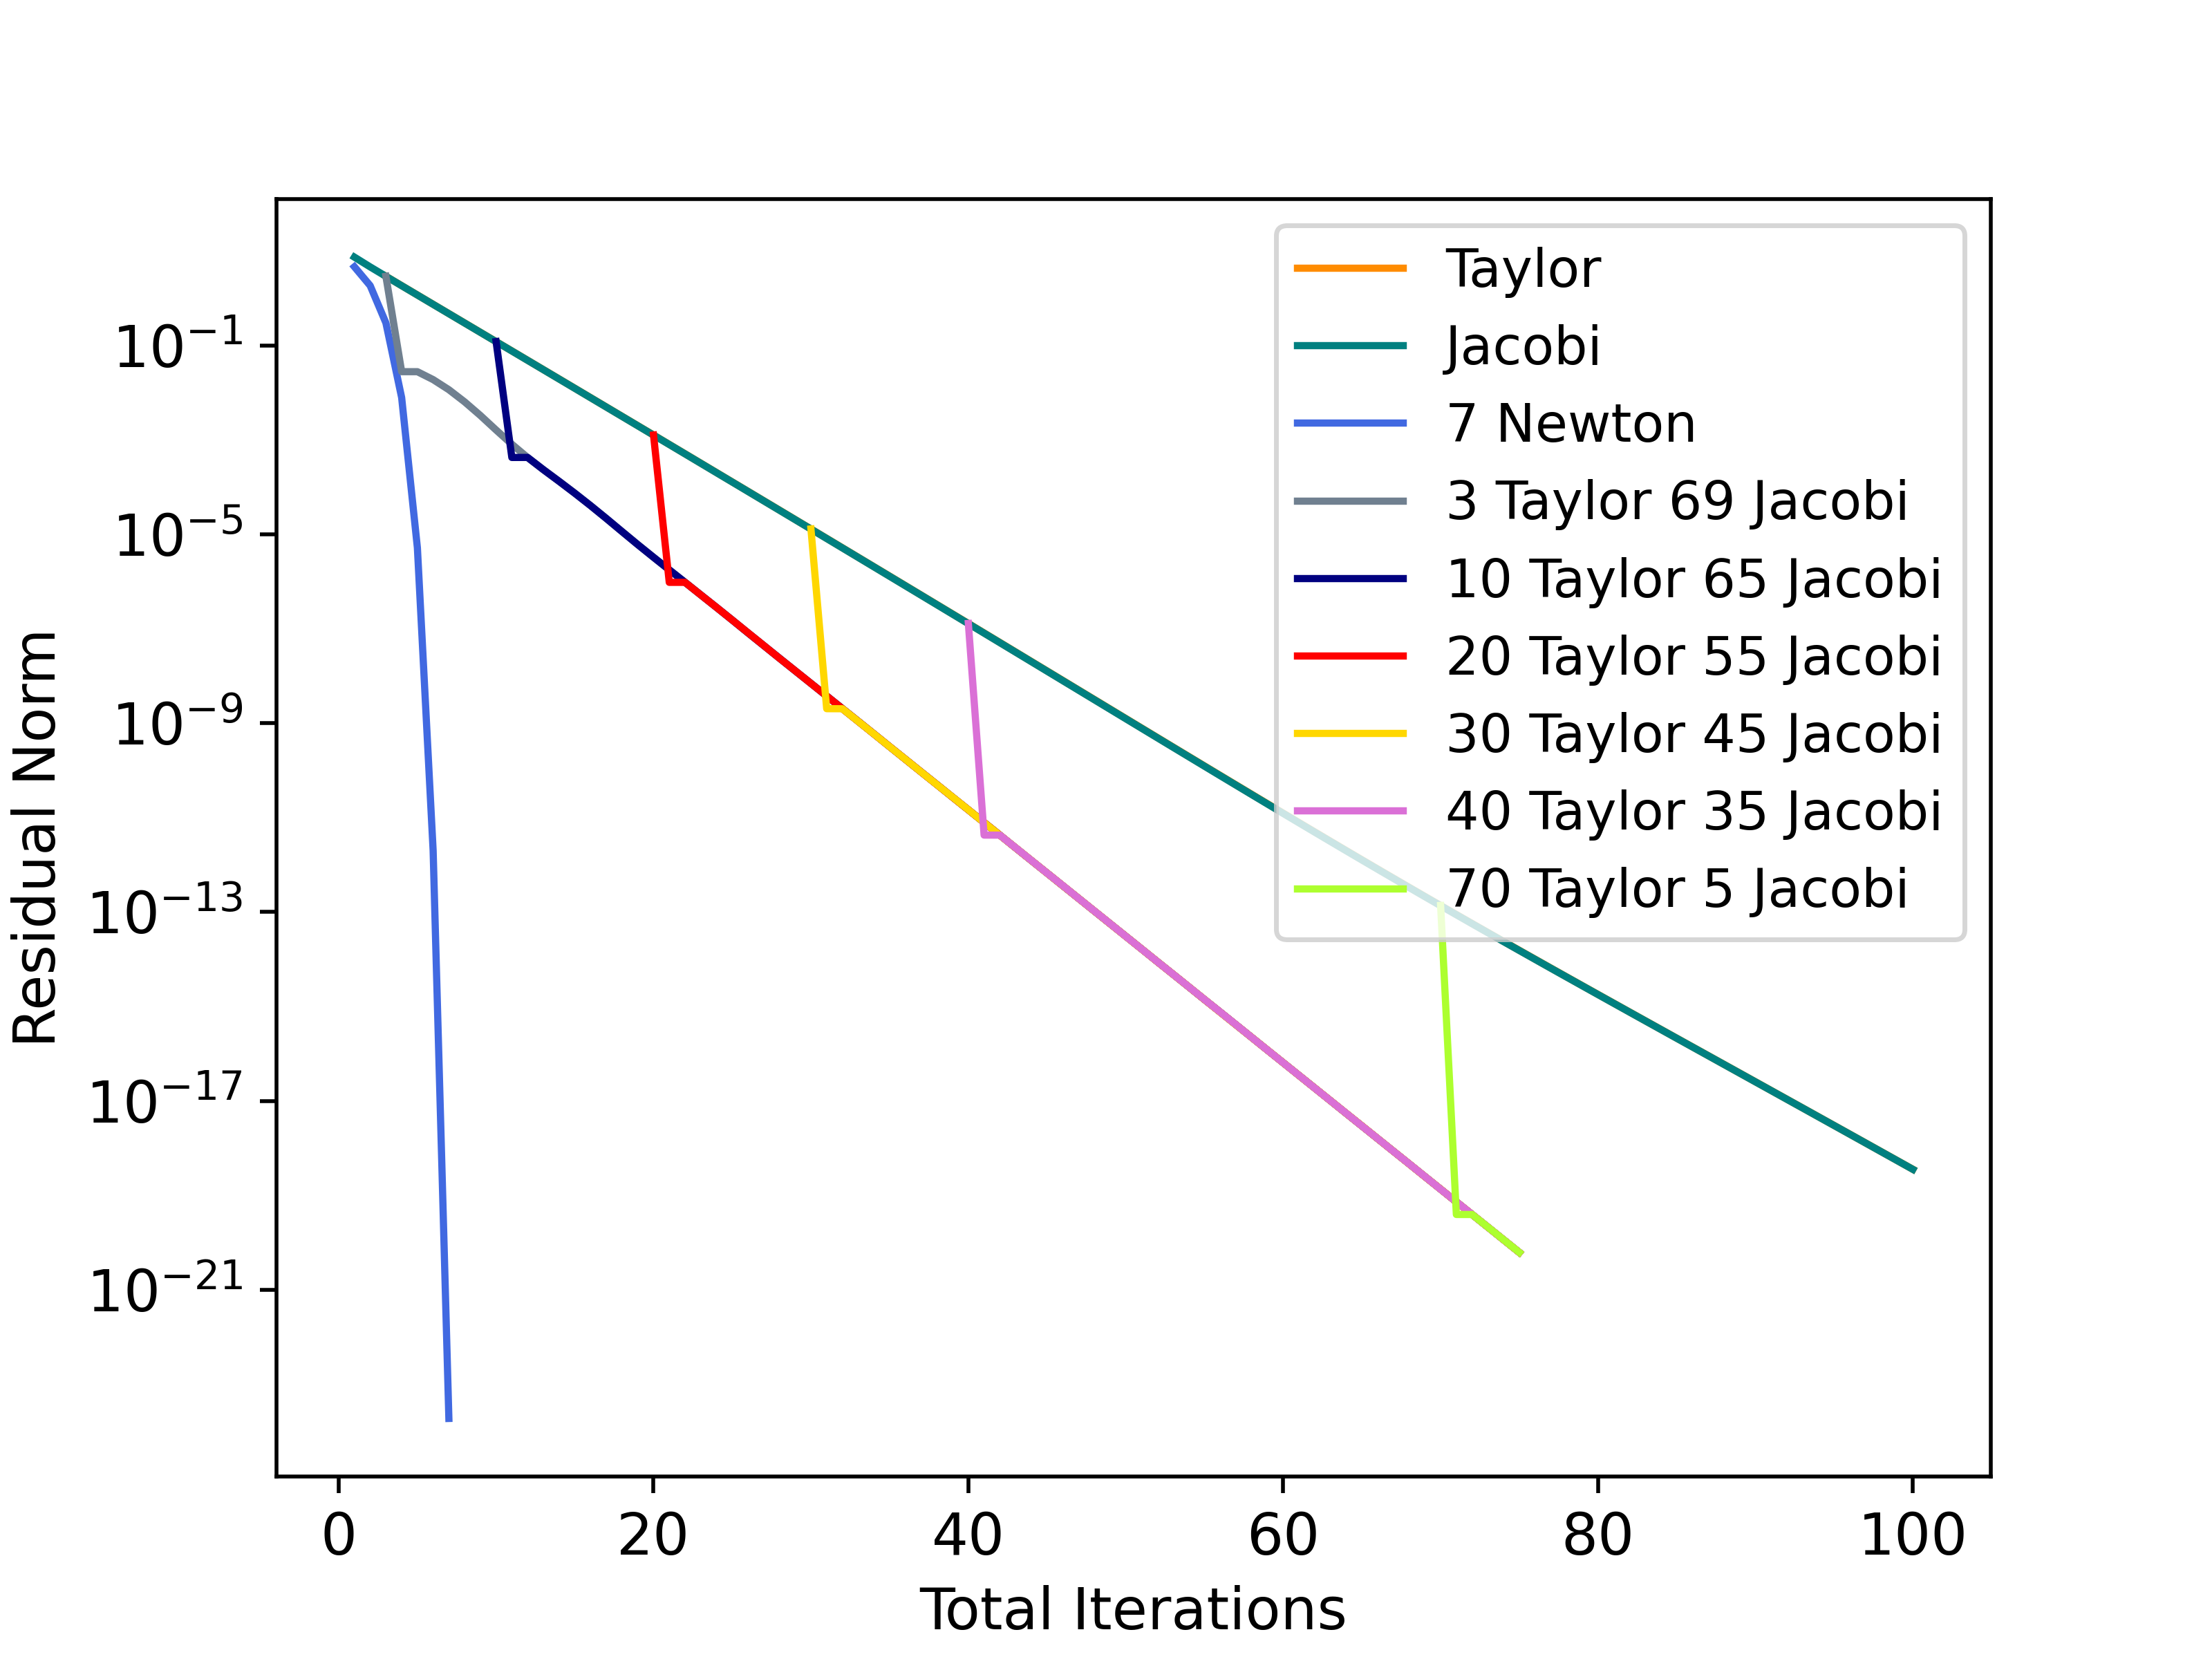 Taylor
Jacobi
7 Newton
3 Taylor 69 Jacobi
10 Taylor 65 Jacobi
20 Taylor 55 Jacobi
30 Taylor 45 Jacobi
40 Taylor 35 Jacobi
70 Taylor 5 Jacobi
Residual Norm
10⁻¹
10⁻⁵
10⁻⁹
10⁻¹³
10⁻¹⁷
10⁻²¹
0 20 40 60 80 100
Total Iterations